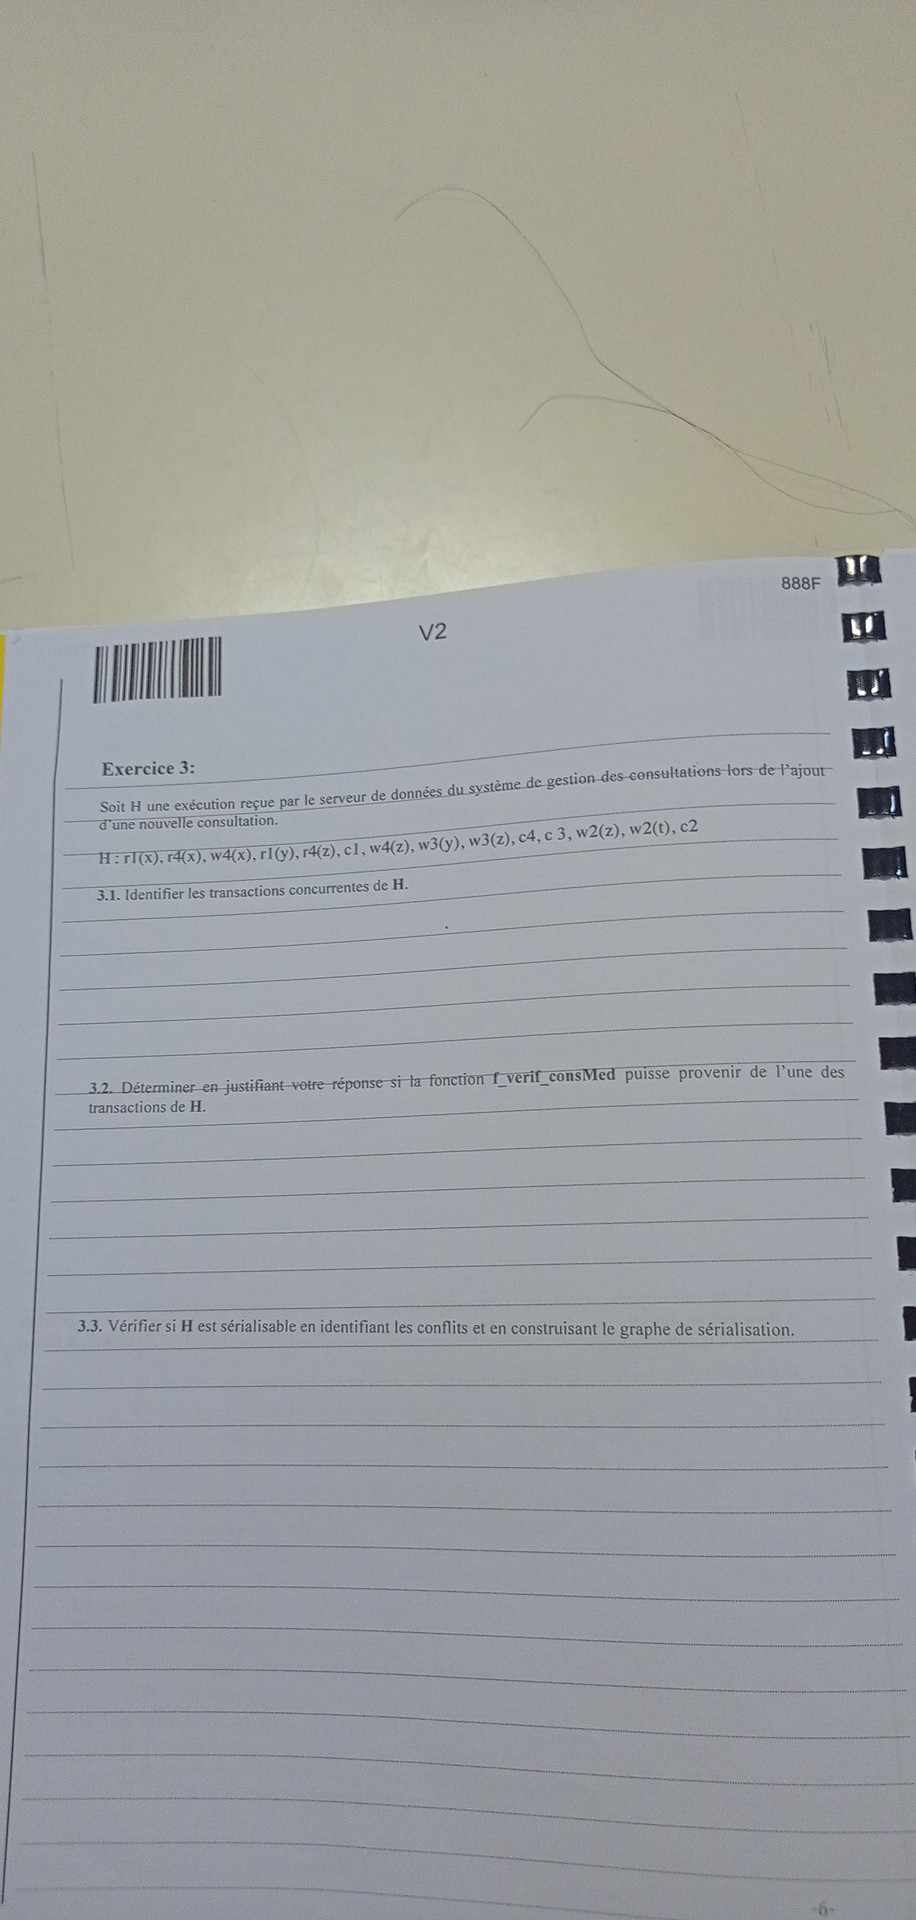 888F
V2
Exercice 3:
Soit H une exécution reçue par le serveur de données du système de gestion des consultations lors de l'ajout
d'une nouvelle consultation.
H : r1(x), r4(x), w4(x), r1(y), r4(z), c1, w4(z), w3(y), w3(z), c4, c 3, w2(z), w2(t), c2
3.1. Identifier les transactions concurrentes de H.
3.2. Déterminer en justifiant votre réponse si la fonction f_verif_consMed puisse provenir de l'une des
transactions de H.
3.3. Vérifier si H est sérialisable en identifiant les conflits et en construisant le graphe de sérialisation.
-6-